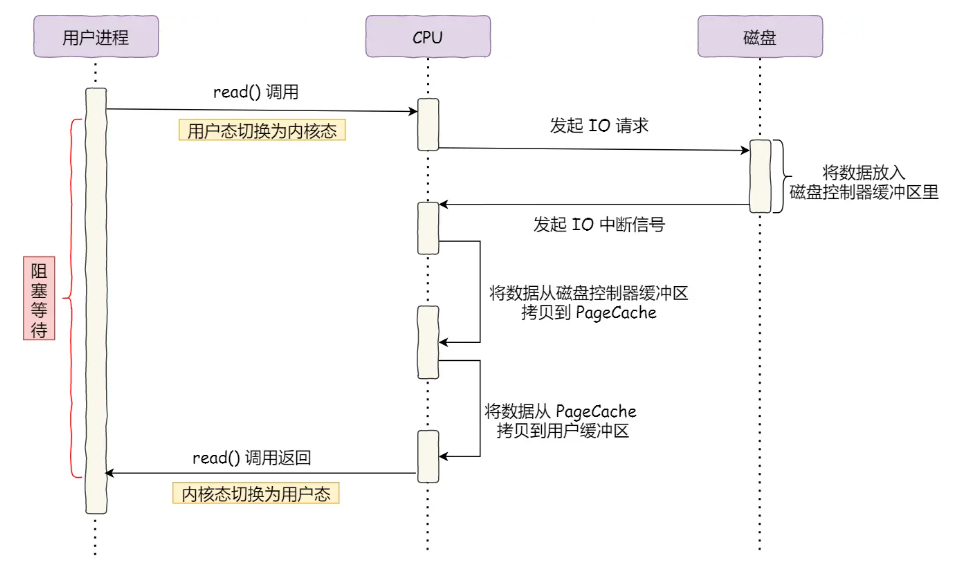 用户进程
CPU
磁盘
read() 调用
用户态切换为内核态
发起 IO 请求
将数据放入
磁盘控制器缓冲区里
发起 IO 中断信号
阻塞等待
将数据从磁盘控制器缓冲区
拷贝到 PageCache
将数据从 PageCache
拷贝到用户缓冲区
read() 调用返回
内核态切换为用户态